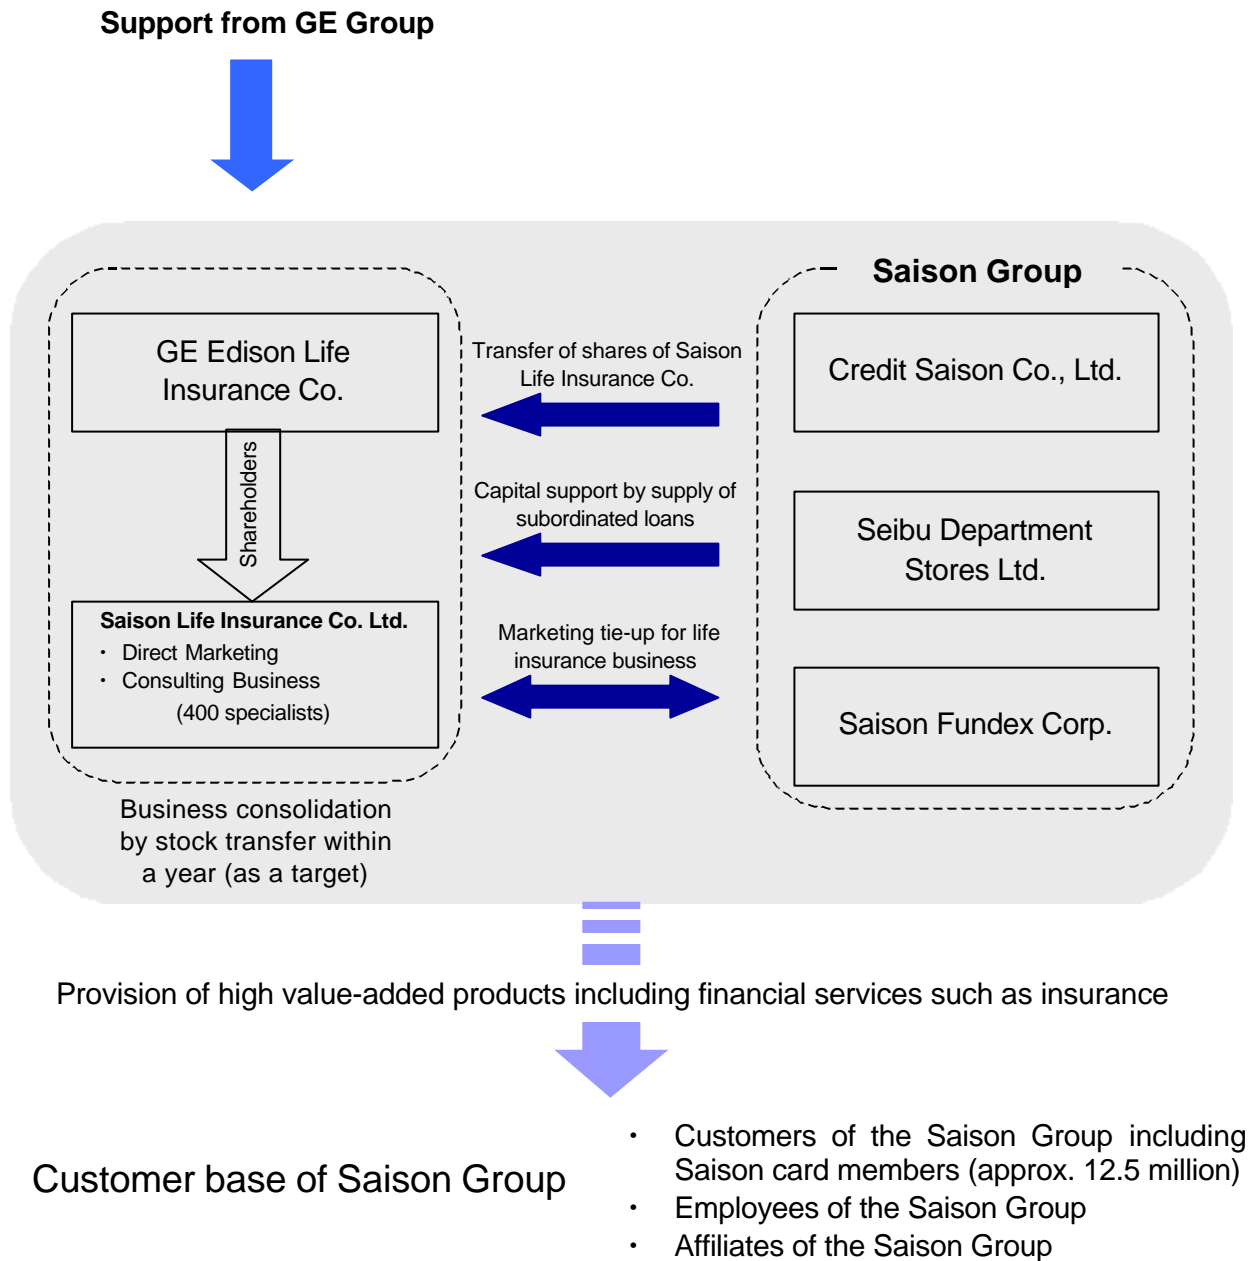 Support from GE Group
Saison Group
GE Edison Life
Insurance Co.
Shareholders
Saison Life Insurance Co. Ltd.
・ Direct Marketing
・ Consulting Business
(400 specialists)
Business consolidation
by stock transfer within
a year (as a target)
Transfer of shares of Saison
Life Insurance Co.
Capital support by supply of
subordinated loans
Marketing tie-up for life
insurance business
Credit Saison Co., Ltd.
Seibu Department
Stores Ltd.
Saison Fundex Corp.
Provision of high value-added products including financial services such as insurance
Customer base of Saison Group
・ Customers of the Saison Group including
Saison card members (approx. 12.5 million)
・ Employees of the Saison Group
・ Affiliates of the Saison Group